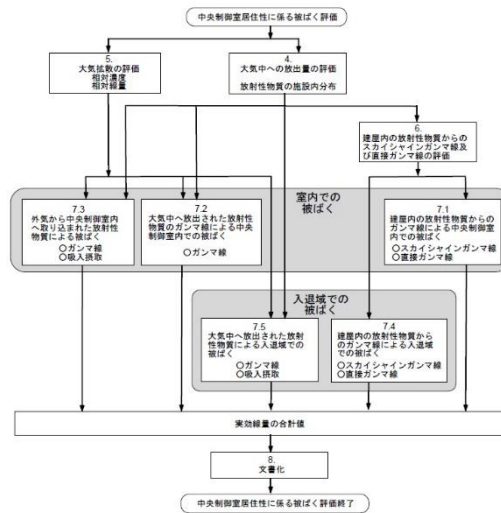 中央制御室居住性に係る被ばく評価
5.
大気拡散の評価
相対濃度
相対線量
4.
大気中への放出量の評価
放射性物質の施設内分布
6.
建屋内の放射性物質からの
スカイシャインガンマ線及
び直接ガンマ線の評価
室内での
被ばく
7.3
外気から中央制御室内
へ取り込まれた放射性
物質による被ばく
○ガンマ線
○吸入摂取
7.2
大気中へ放出された放射性
物質のガンマ線による中央
制御室内での被ばく
○ガンマ線
7.1
建屋内の放射性物質からの
ガンマ線による中央制御室
内での被ばく
○スカイシャインガンマ線
○直接ガンマ線
入退域での
被ばく
7.5
大気中へ放出された放射
性物質による入退域での
被ばく
○ガンマ線
○吸入摂取
7.4
建屋内の放射性物質から
のガンマ線による入退域
での被ばく
○スカイシャインガンマ線
○直接ガンマ線
実効線量の合計値
8.
文書化
中央制御室居住性に係る被ばく評価終了